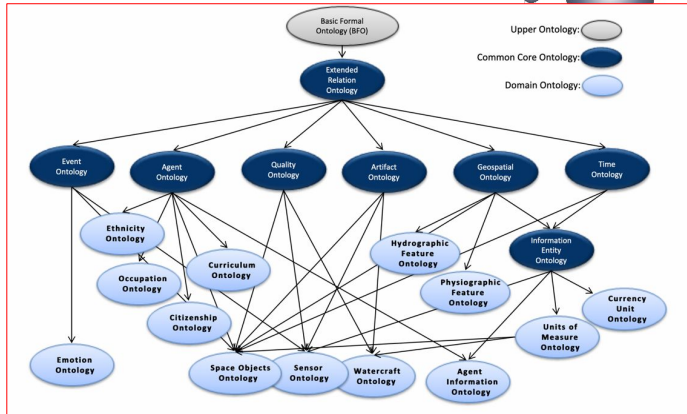 Basic Formal
Ontology (BFO)
Upper Ontology:
Common Core Ontology:
Domain Ontology:
Extended
Relation
Ontology
Event
Ontology
Agent
Ontology
Quality
Ontology
Artifact
Ontology
Geospatial
Ontology
Time
Ontology
Ethnicity
Ontology
Occupation
Ontology
Citizenship
Ontology
Curriculum
Ontology
Hydrographic
Feature
Ontology
Physiographic
Feature
Ontology
Information
Entity
Ontology
Currency
Unit
Ontology
Units of
Measure
Ontology
Emotion
Ontology
Space Objects
Ontology
Sensor
Ontology
Watercraft
Ontology
Agent
Information
Ontology